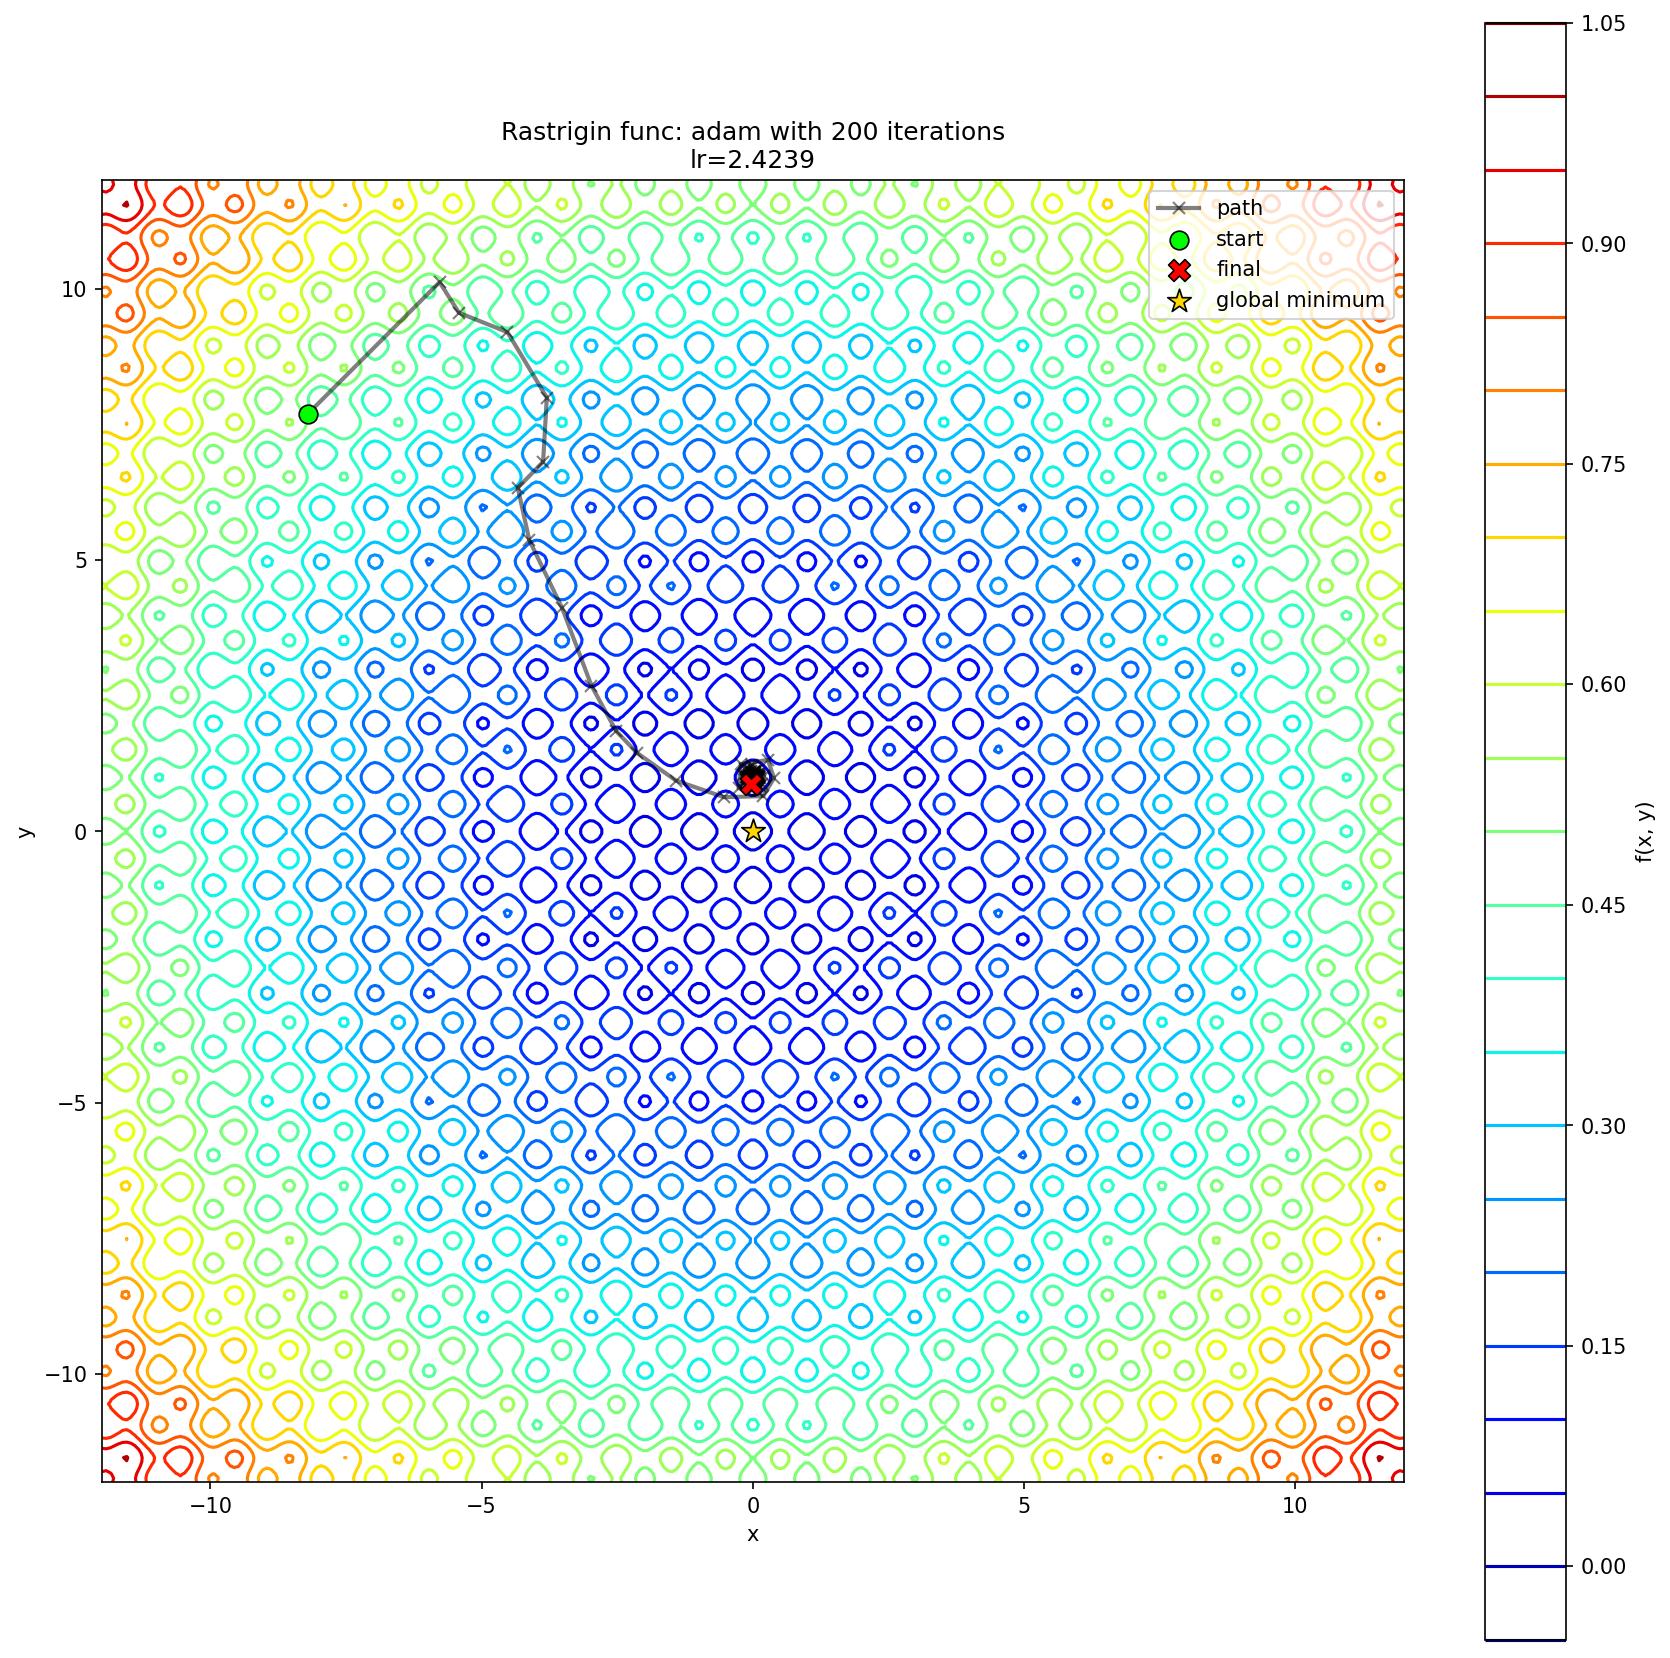 Rastrigin func: adam with 200 iterations
lr=2.4239
path
start
final
global minimum
10
5
0
−5
−10
y
−10
−5
0
5
10
x
1.05
0.90
0.75
0.60
0.45
0.30
0.15
0.00
f(x, y)